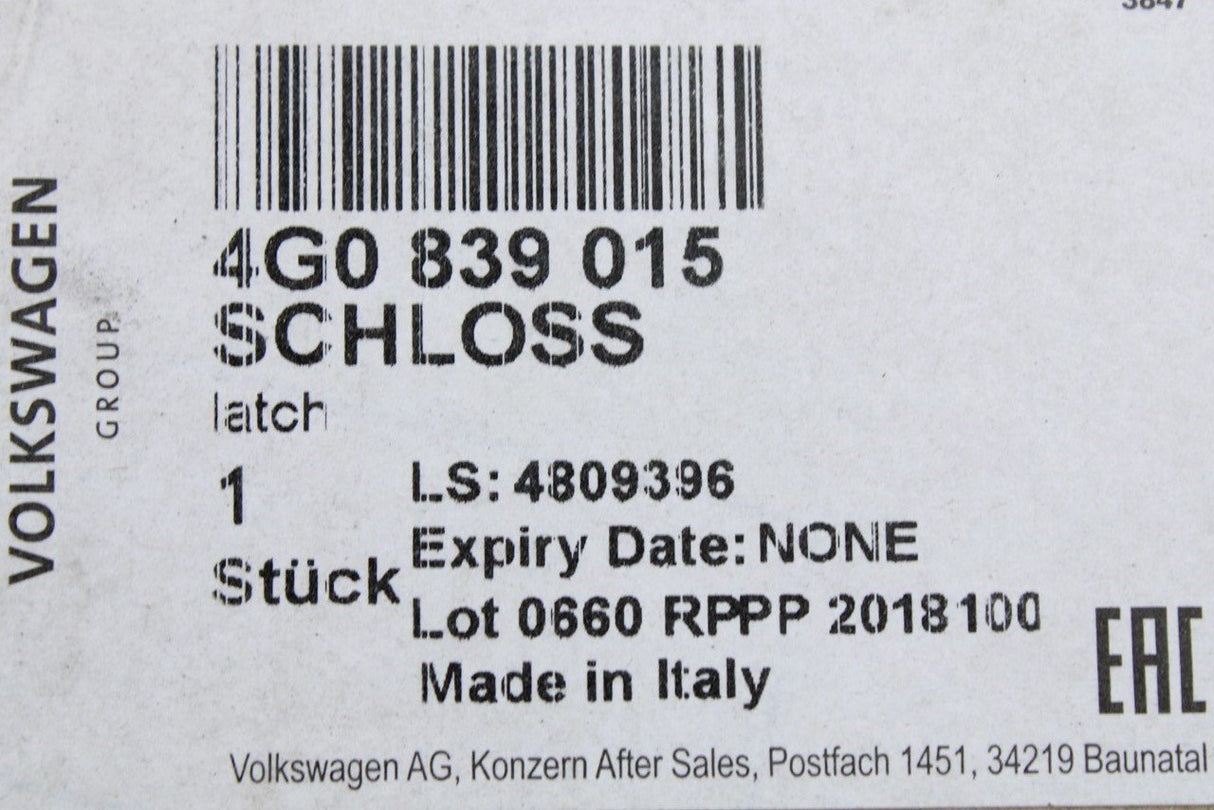 VOLKSWAGEN
GROUP
4G0 839 015
SCHLOSS
latch
1
Stück
LS: 4809396
Expiry Date: NONE
Lot 0660 RPPP 2018100
Made in Italy
EAC
Volkswagen AG, Konzern After Sales, Postfach 1451, 34219 Baunatal